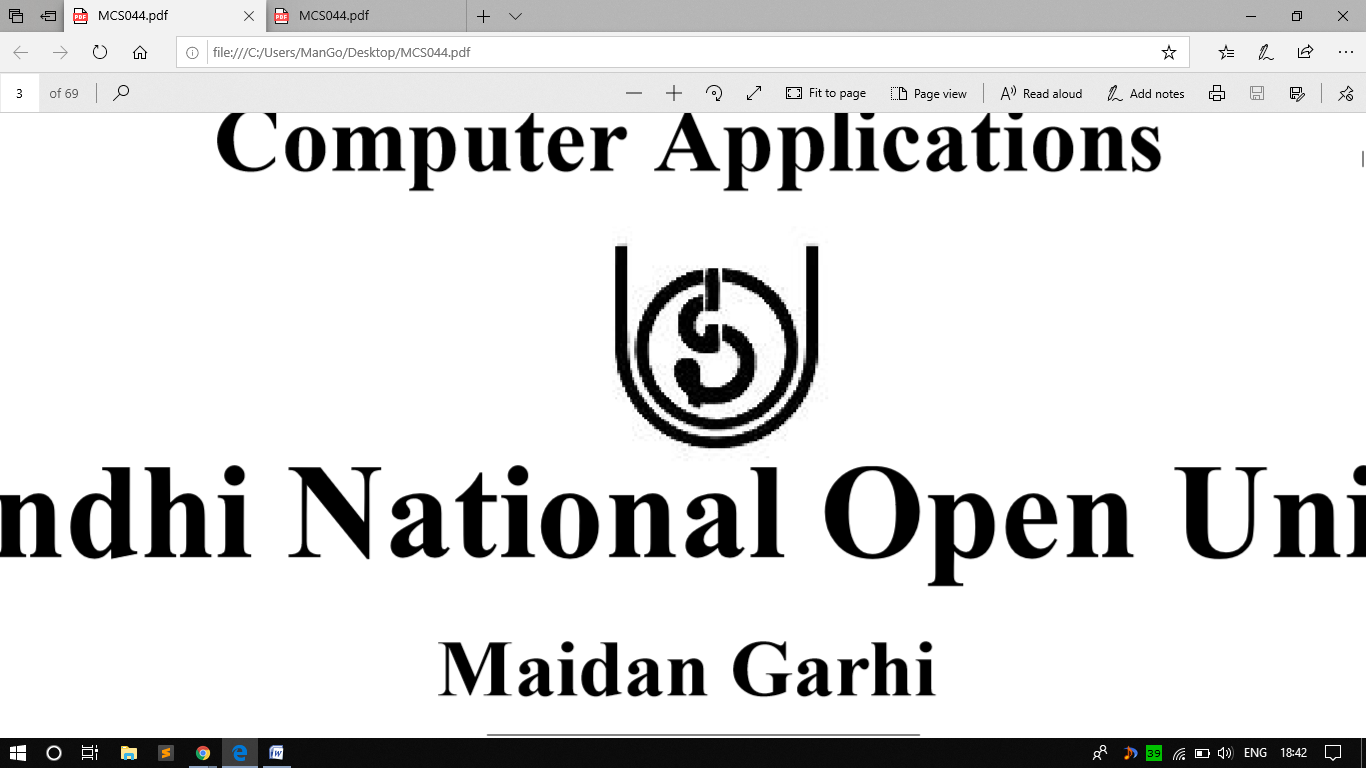 MCS044.pdf
MCS044.pdf
file:///C:/Users/ManGo/Desktop/MCS044.pdf
3 of 69 Fit to page Page view Read aloud Add notes
Computer Applications
ndhi National Open Uni
Maidan Garhi
39 ENG 18:42